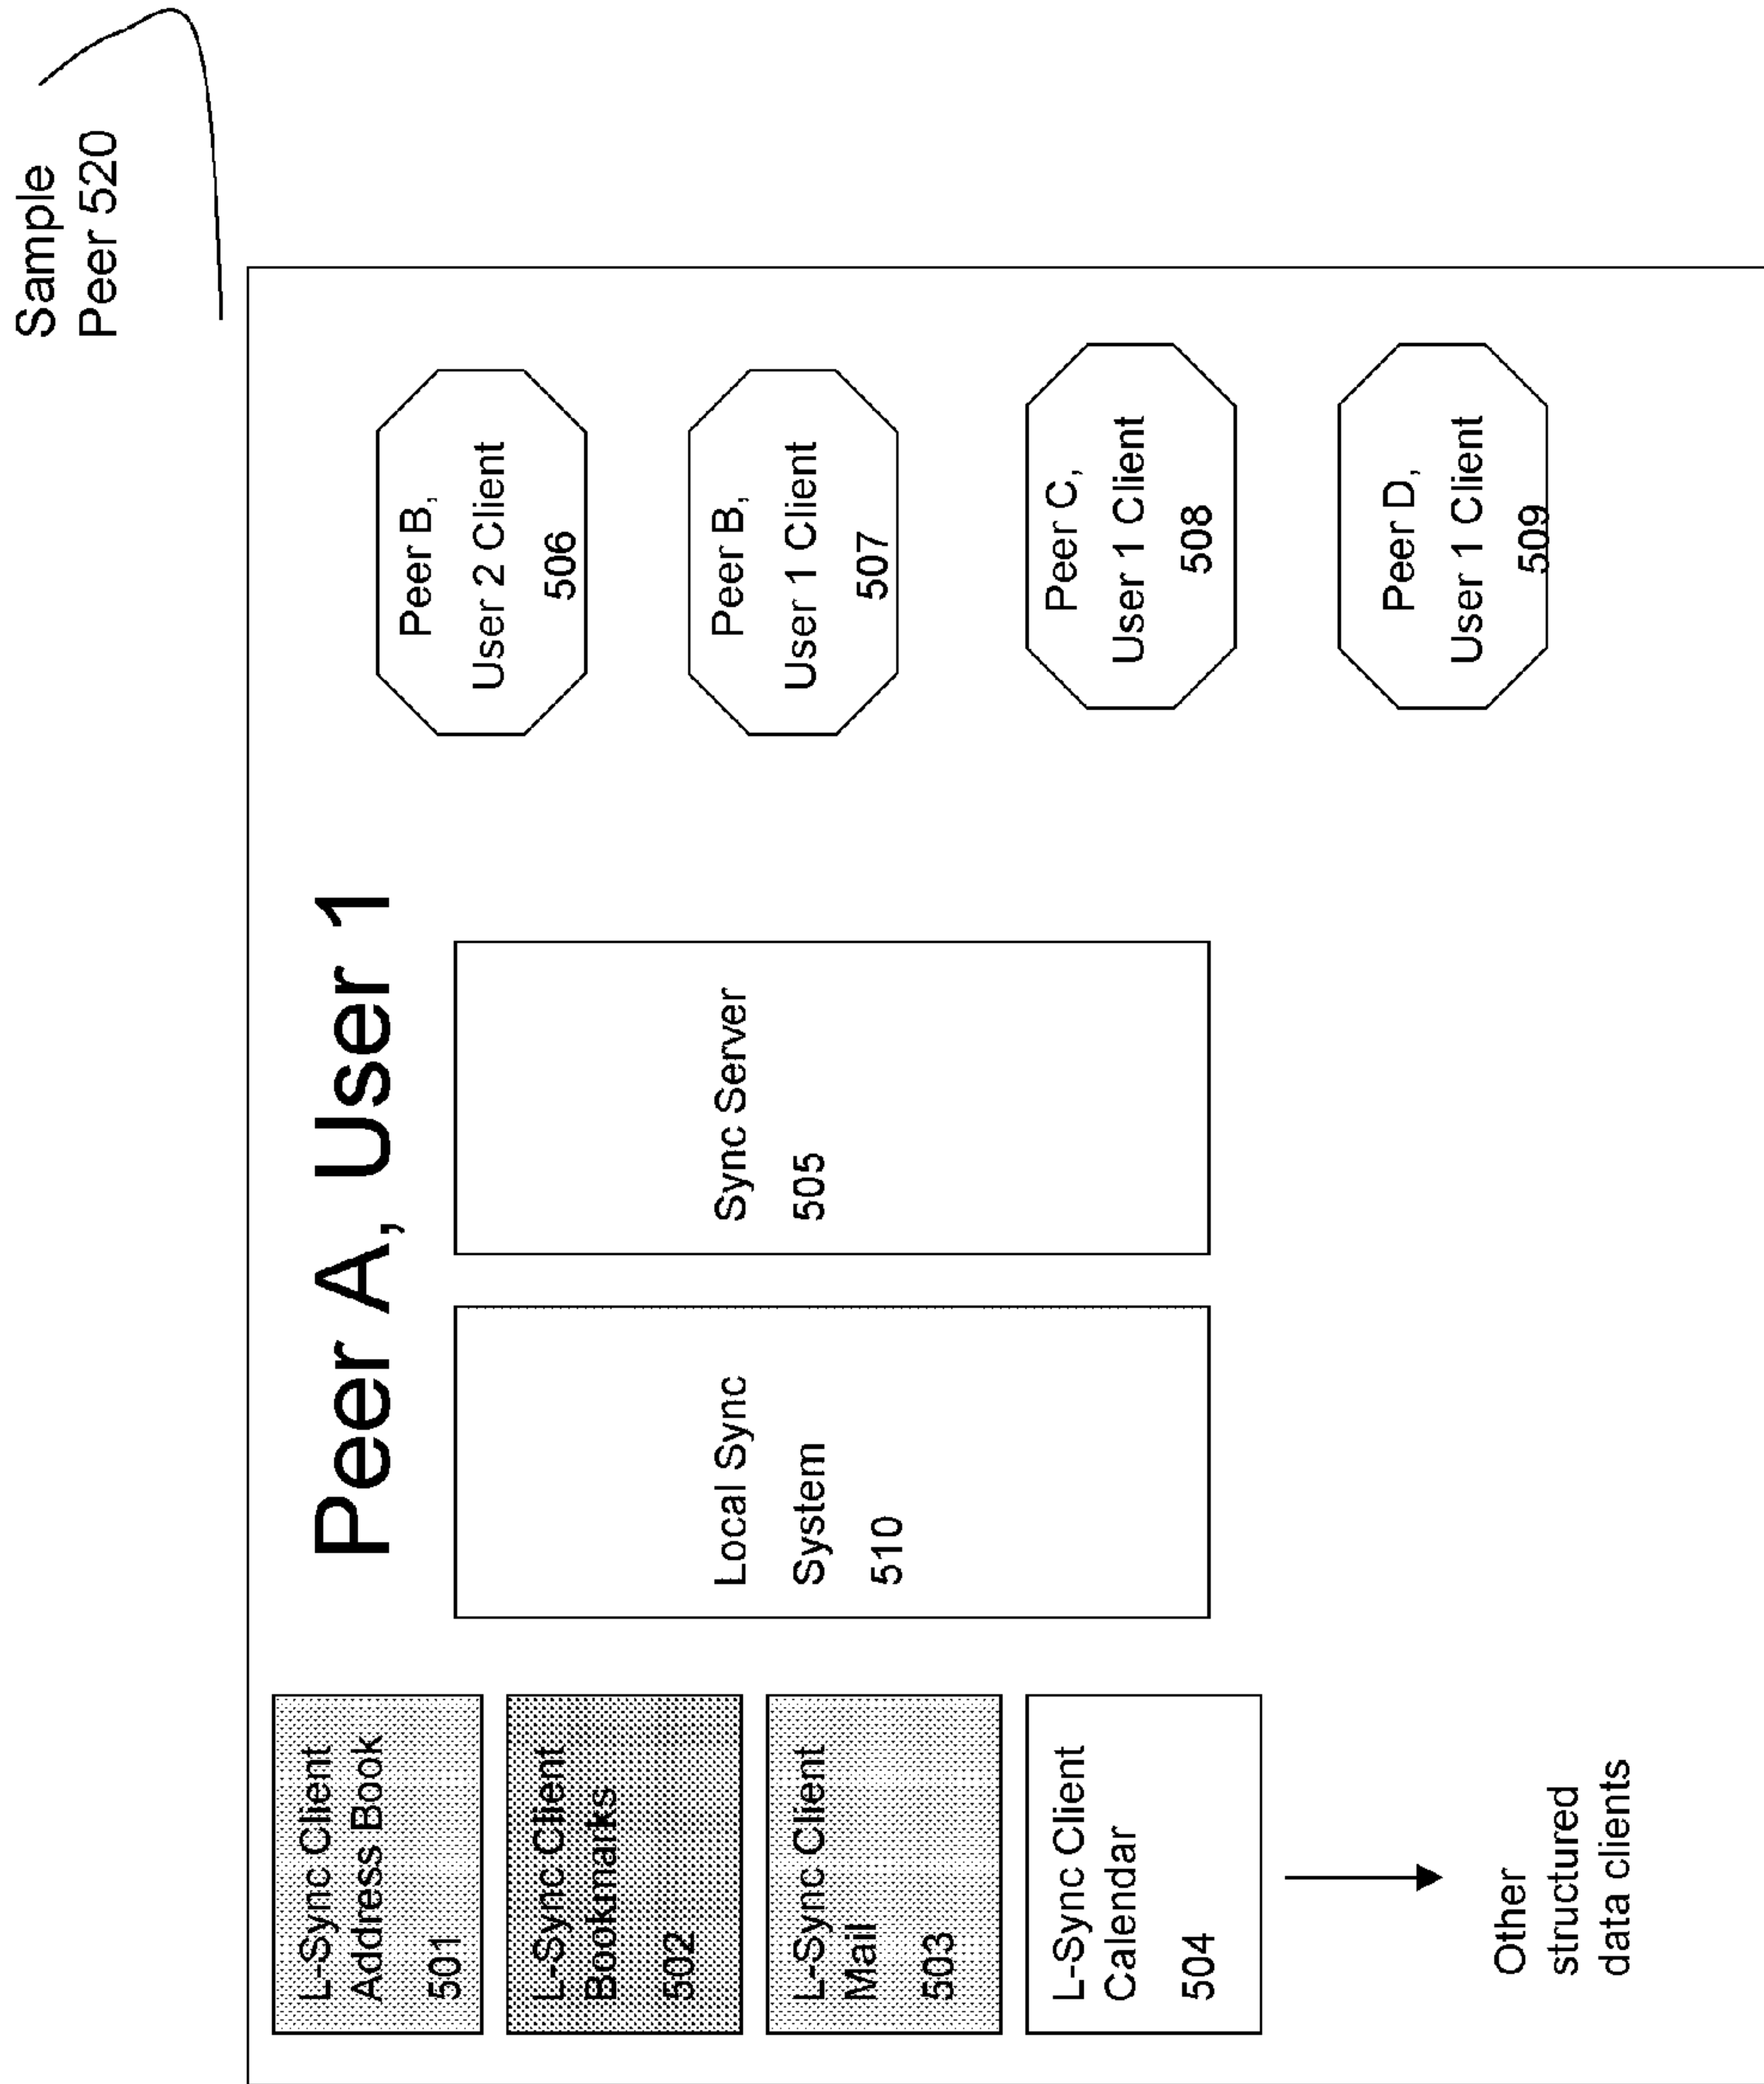 Sample
Peer 520
Peer A, User 1
L-Sync Client
Address Book
501
L-Sync Client
Bookmarks
502
L-Sync Client
Mail
503
L-Sync Client
Calendar
504
Other
structured
data clients
Local Sync
System
510
Sync Server
505
Peer B,
User 2 Client
506
Peer B,
User 1 Client
507
Peer C,
User 1 Client
508
Peer D,
User 1 Client
509